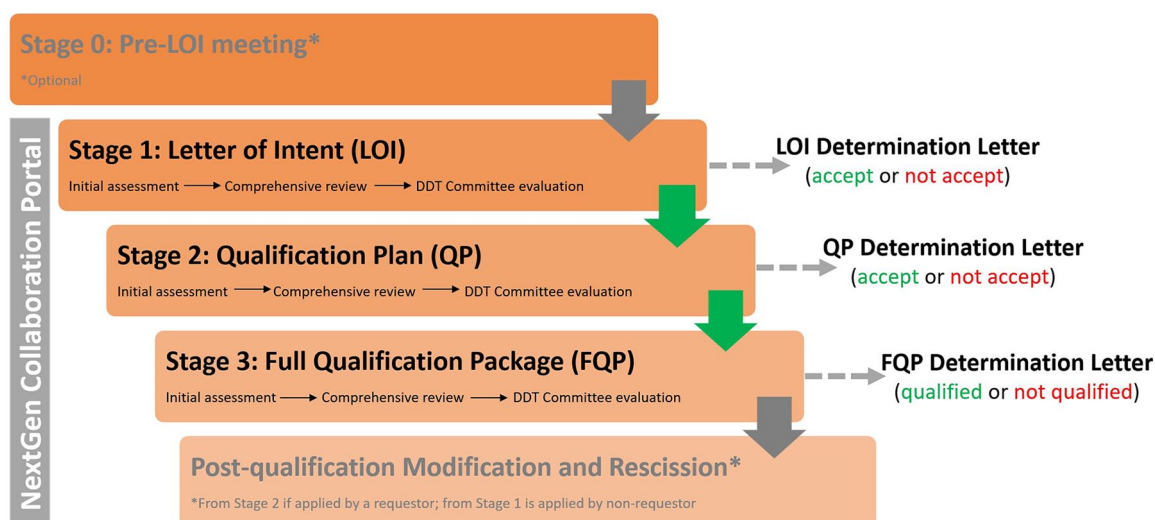 Stage 0: Pre-LOI meeting*
*Optional
NextGen Collaboration Portal
Stage 1: Letter of Intent (LOI)
Initial assessment Comprehensive review DDT Committee evaluation
LOI Determination Letter
(accept or not accept)
Stage 2: Qualification Plan (QP)
Initial assessment Comprehensive review DDT Committee evaluation
QP Determination Letter
(accept or not accept)
Stage 3: Full Qualification Package (FQP)
Initial assessment Comprehensive review DDT Committee evaluation
FQP Determination Letter
(qualified or not qualified)
Post-qualification Modification and Rescission*
*From Stage 2 if applied by a requestor; from Stage 1 is applied by non-requestor